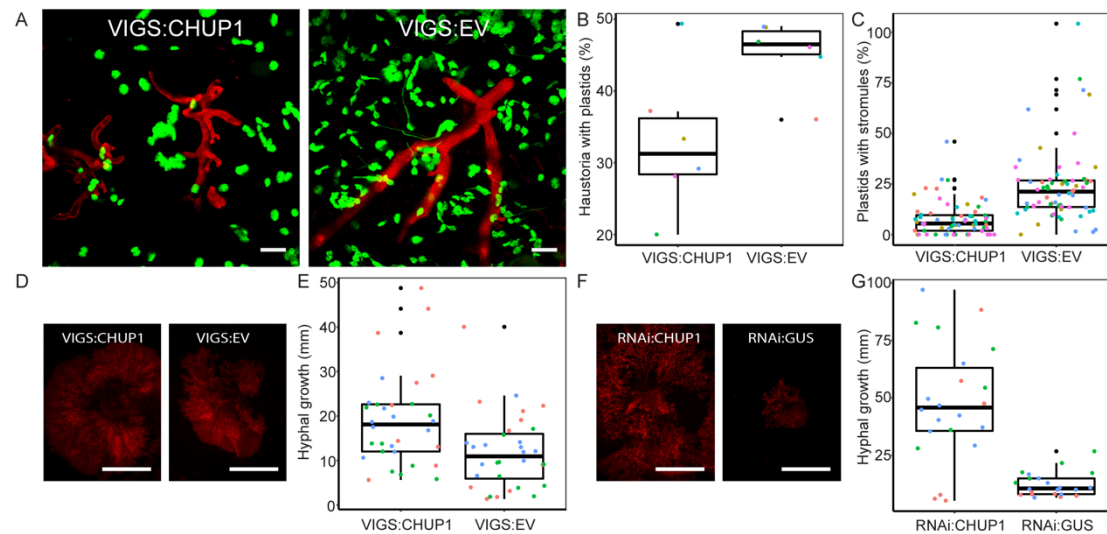 A
VIGS:CHUP1
VIGS:EV
B
Haustoria with plastids (%)
50
40
30
20
VIGS:CHUP1
VIGS:EV
C
Plastids with stromules (%)
100
75
50
25
0
VIGS:CHUP1
VIGS:EV
D
VIGS:CHUP1
VIGS:EV
E
Hyphal growth (mm)
50
40
30
20
10
0
VIGS:CHUP1
VIGS:EV
F
RNAi:CHUP1
RNAi:GUS
G
Hyphal growth (mm)
100
75
50
25
RNAi:CHUP1
RNAi:GUS